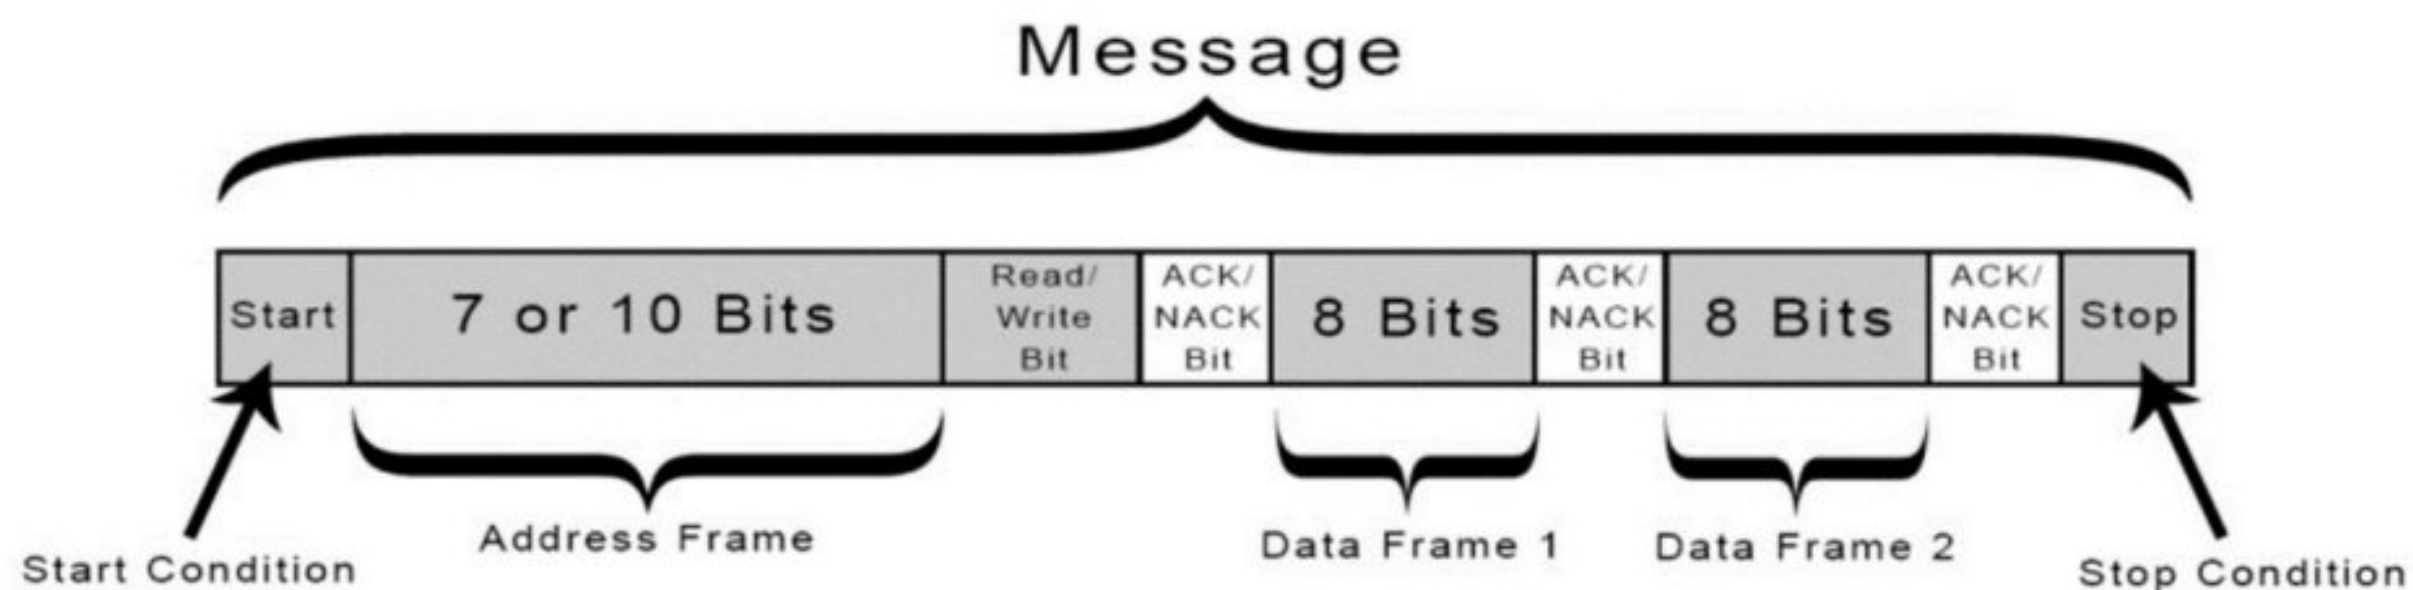 Message
Start
7 or 10 Bits
Read/
Write
Bit
ACK/
NACK
Bit
8 Bits
ACK/
NACK
Bit
8 Bits
ACK/
NACK
Bit
Stop
Start Condition
Address Frame
Data Frame 1
Data Frame 2
Stop Condition